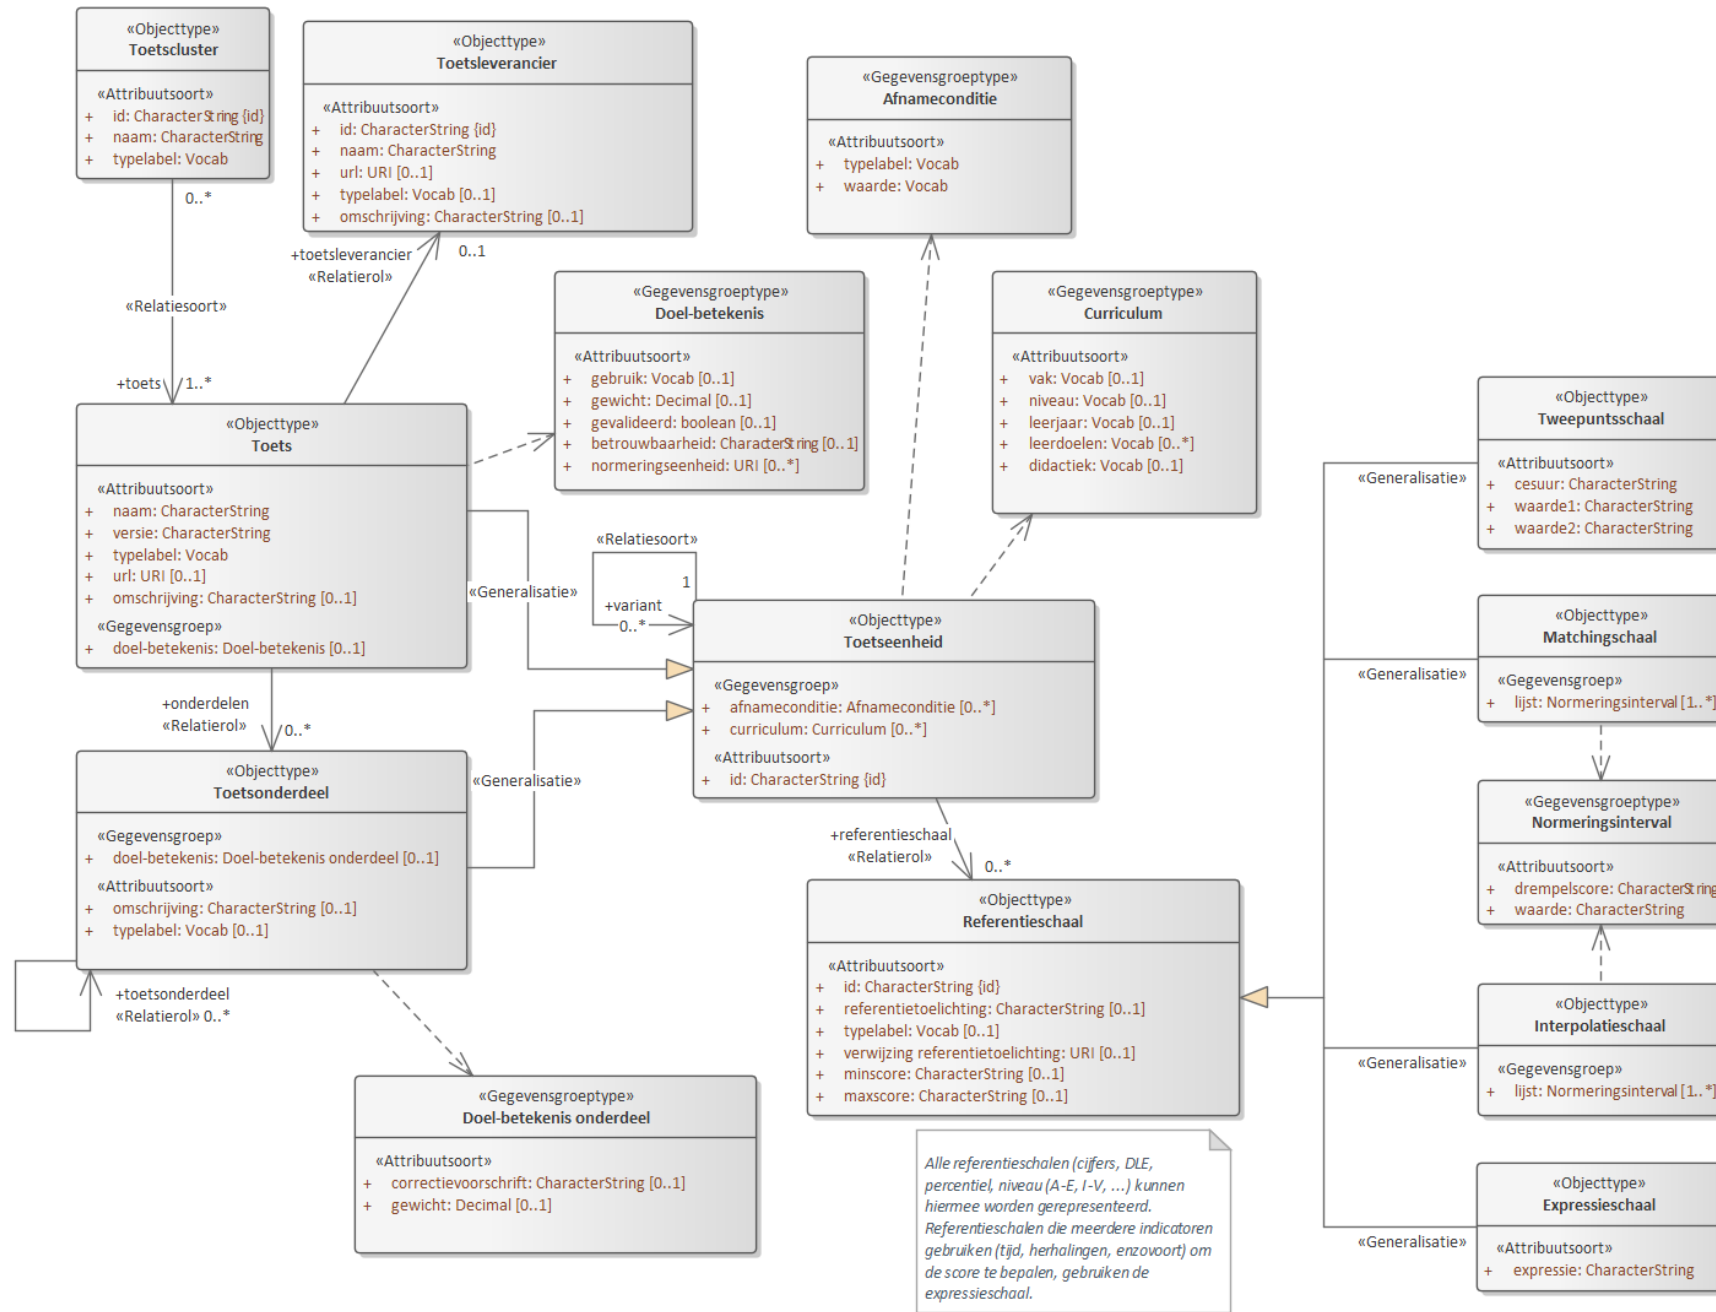 «Objecttype»
Toetscluster
«Attribuutsoort»
+ id: CharacterString {id}
+ naam: CharacterString
+ typelabel: Vocab
0..*
«Relatiesoort»
+toets
1..*
«Objecttype»
Toetsleverancier
«Attribuutsoort»
+ id: CharacterString {id}
+ naam: CharacterString
+ url: URI [0..1]
+ typelabel: Vocab [0..1]
+ omschrijving: CharacterString [0..1]
+toetsleverancier
«Relatierol»
0..1
«Gegevensgroeptype»
Afnameconditie
«Attribuutsoort»
+ typelabel: Vocab
+ waarde: Vocab
«Gegevensgroeptype»
Doel-betekenis
«Attribuutsoort»
+ gebruik: Vocab [0..1]
+ gewicht: Decimal [0..1]
+ gevalideerd: boolean [0..1]
+ betrouwbaarheid: CharacterString [0..1]
+ normeringseenheid: URI [0..*]
«Gegevensgroeptype»
Curriculum
«Attribuutsoort»
+ vak: Vocab [0..1]
+ niveau: Vocab [0..1]
+ leerjaar: Vocab [0..1]
+ leerdoelen: Vocab [0..*]
+ didactiek: Vocab [0..1]
«Objecttype»
Toets
«Attribuutsoort»
+ naam: CharacterString
+ versie: CharacterString
+ typelabel: Vocab
+ url: URI [0..1]
+ omschrijving: CharacterString [0..1]
«Gegevensgroep»
+ doel-betekenis: Doel-betekenis [0..1]
«Generalisatie»
«Relatiesoort»
1
+variant
0..*
«Objecttype»
Toetseenheid
«Gegevensgroep»
+ afnameconditie: Afnameconditie [0..*]
+ curriculum: Curriculum [0..*]
«Attribuutsoort»
+ id: CharacterString {id}
+onderdelen
«Relatierol»
0..*
«Objecttype»
Toetsonderdeel
«Gegevensgroep»
+ doel-betekenis: Doel-betekenis onderdeel [0..1]
«Attribuutsoort»
+ omschrijving: CharacterString [0..1]
+ typelabel: Vocab [0..1]
«Generalisatie»
+toetsonderdeel
«Relatierol» 0..*
+referentieschaal
«Relatierol»
0..*
«Objecttype»
Referentieschaal
«Attribuutsoort»
+ id: CharacterString {id}
+ referentietoelichting: CharacterString [0..1]
+ typelabel: Vocab [0..1]
+ verwijzing referentietoelichting: URI [0..1]
+ minscore: CharacterString [0..1]
+ maxscore: CharacterString [0..1]
«Gegevensgroeptype»
Doel-betekenis onderdeel
«Attribuutsoort»
+ correctievoorschrift: CharacterString [0..1]
+ gewicht: Decimal [0..1]
Alle referentieschalen (cijfers, DLE,
percentiel, niveau (A-E, I-V, ...) kunnen
hiermee worden gerepresenteerd.
Referentieschalen die meerdere indicatoren
gebruiken (tijd, herhalingen, enzovoort) om
de score te bepalen, gebruiken de
expressieschaal.
«Generalisatie»
«Objecttype»
Tweepuntsschaal
«Attribuutsoort»
+ cesuur: CharacterString
+ waarde1: CharacterString
+ waarde2: CharacterString
«Generalisatie»
«Objecttype»
Matchingschaal
«Gegevensgroep»
+ lijst: Normeringsinterval [1..*]
«Gegevensgroeptype»
Normeringsinterval
«Attribuutsoort»
+ drempelscore: CharacterString
+ waarde: CharacterString
«Generalisatie»
«Objecttype»
Interpolatieschaal
«Gegevensgroep»
+ lijst: Normeringsinterval [1..*]
«Generalisatie»
«Objecttype»
Expressieschaal
«Attribuutsoort»
+ expressie: CharacterString